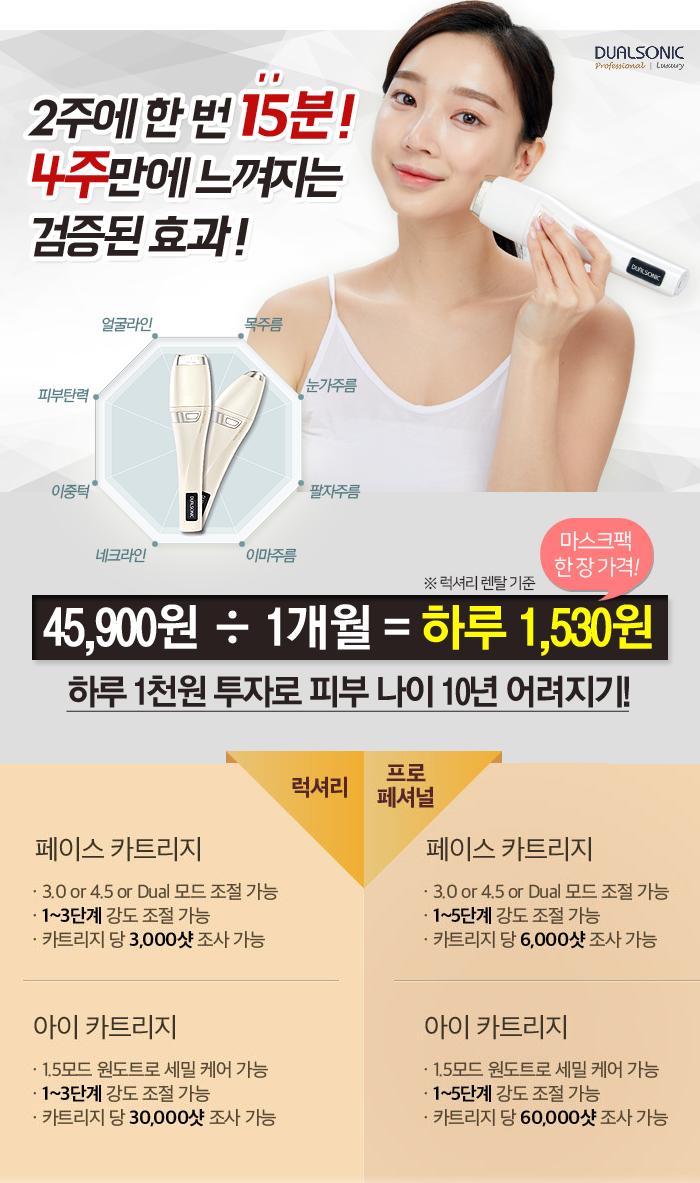 DUALSONIC
Professional | Luxury
2주에 한 번 15분!
4주만에 느껴지는
검증된 효과!
DUALSONIC
얼굴라인
목주름
피부탄력
눈가주름
이중턱
팔자주름
네크라인
이마주름
DUALSONIC
마스크팩
한 장 가격!
※ 럭셔리 렌탈 기준
45,900원 ÷ 1개월 = 하루 1,530원
하루 1천원 투자로 피부 나이 10년 어려지기!
럭셔리
프로
페셔널
페이스 카트리지
· 3.0 or 4.5 or Dual 모드 조절 가능
· 1~3단계 강도 조절 가능
· 카트리지 당 3,000샷 조사 가능
아이 카트리지
· 1.5모드 원도트로 세밀 케어 가능
· 1~3단계 강도 조절 가능
· 카트리지 당 30,000샷 조사 가능
페이스 카트리지
· 3.0 or 4.5 or Dual 모드 조절 가능
· 1~5단계 강도 조절 가능
· 카트리지 당 6,000샷 조사 가능
아이 카트리지
· 1.5모드 원도트로 세밀 케어 가능
· 1~5단계 강도 조절 가능
· 카트리지 당 60,000샷 조사 가능